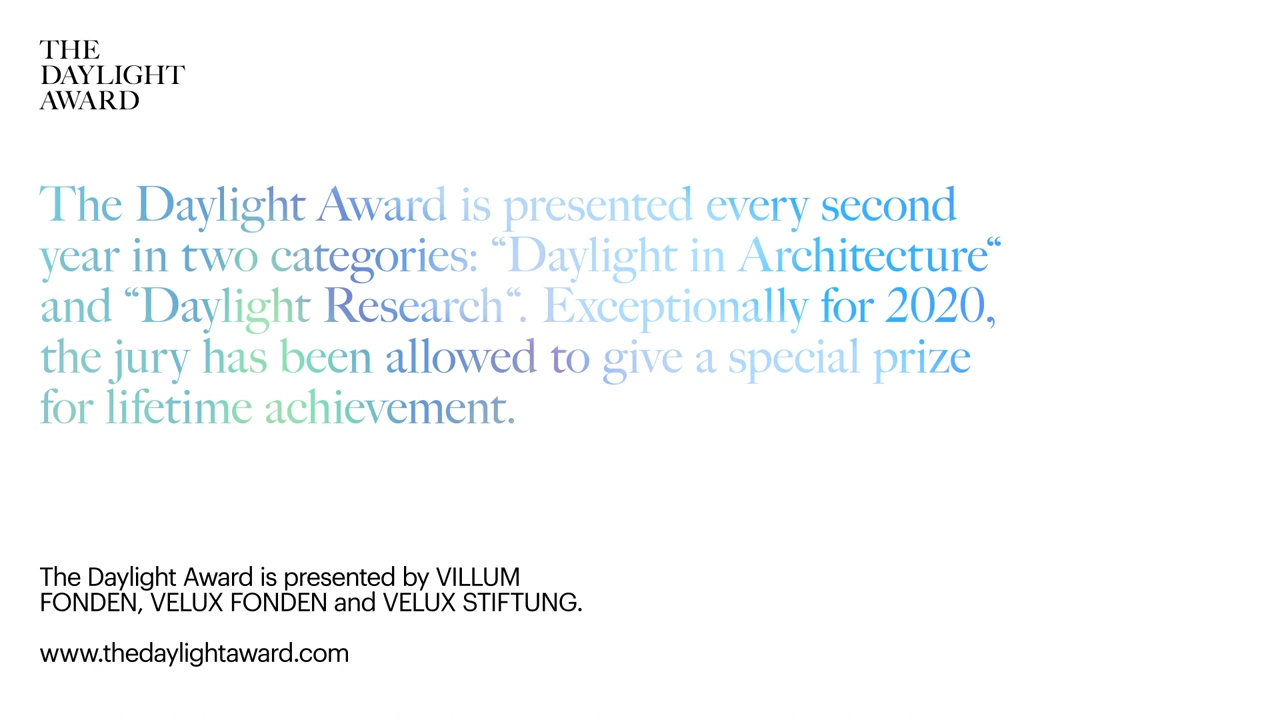 THE
DAYLIGHT
AWARD
The Daylight Award is presented every second
year in two categories: “Daylight in Architecture“
and “Daylight Research“. Exceptionally for 2020,
the jury has been allowed to give a special prize
for lifetime achievement.
The Daylight Award is presented by VILLUM
FONDEN, VELUX FONDEN and VELUX STIFTUNG.
www.thedaylightaward.com